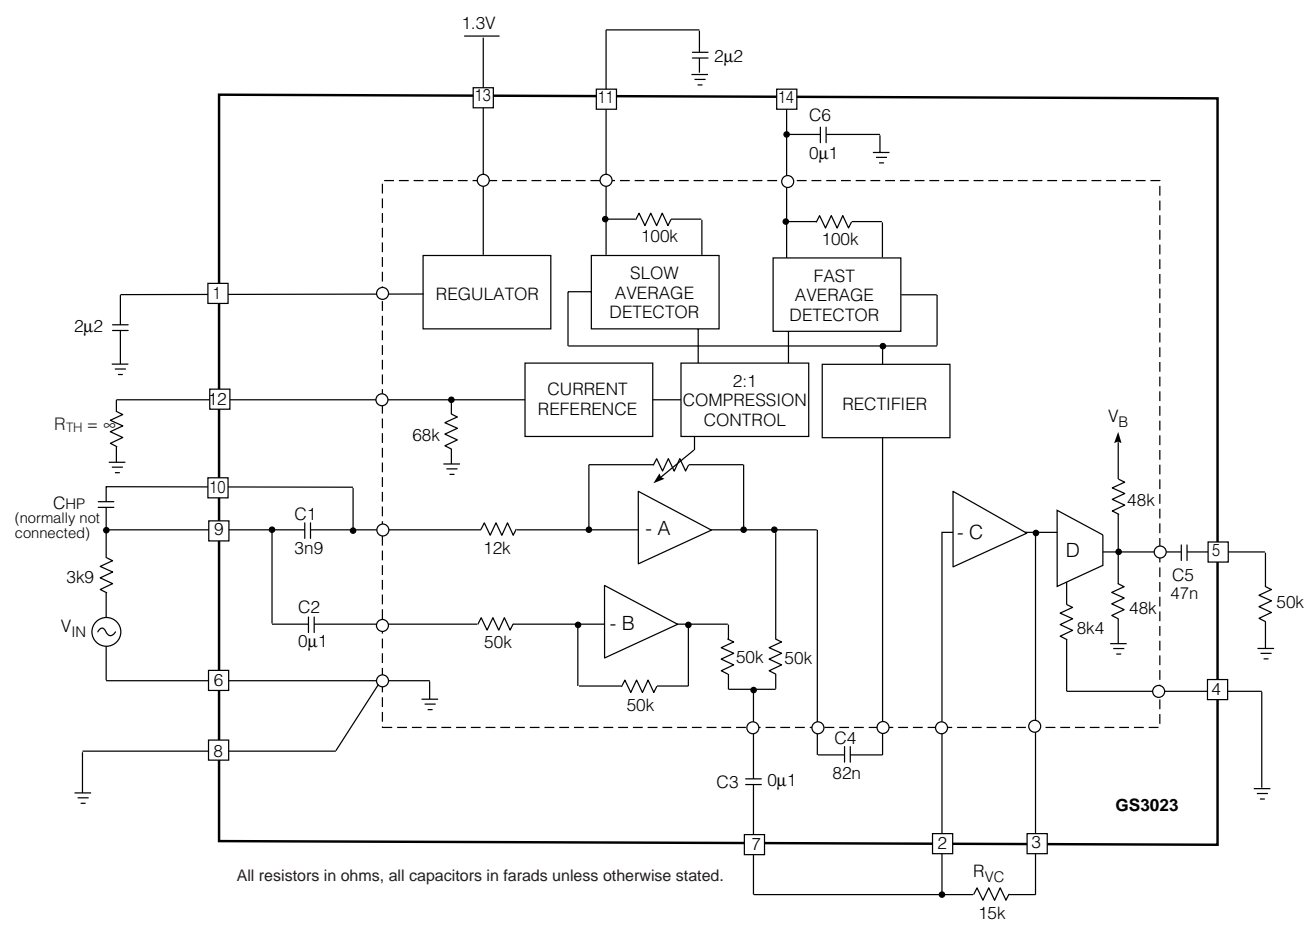 1.3V
2µ2
13
11
14
C6
0µ1
100k
100k
1
REGULATOR
SLOW
AVERAGE
DETECTOR
FAST
AVERAGE
DETECTOR
2µ2
12
CURRENT
REFERENCE
2:1
COMPRESSION
CONTROL
RECTIFIER
RTH = ∞
68k
VB
10
CHP
(normally not
connected)
9
C1
3n9
12k
- A
- C
D
48k
5
C5
47n
3k9
VIN
C2
0µ1
50k
- B
50k
50k
50k
8k4
48k
50k
6
4
8
C4
82n
C3
0µ1
GS3023
7
2
3
All resistors in ohms, all capacitors in farads unless otherwise stated.
RVC
15k